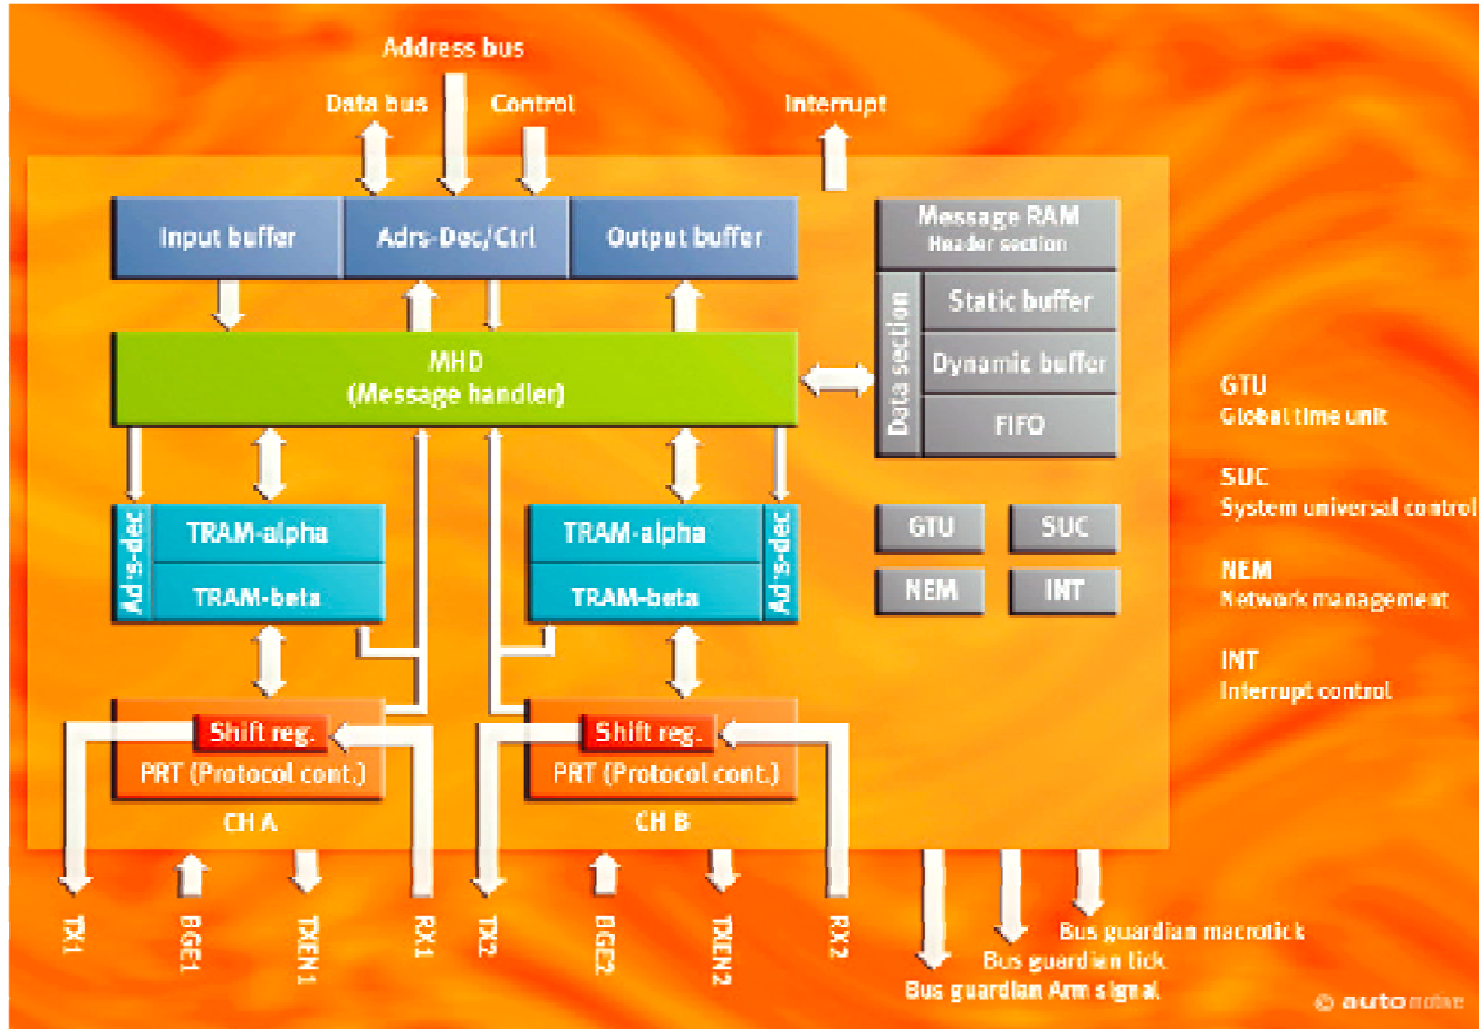 Address bus
Data bus
Control
Interrupt
Input buffer
Adrs-Dec/Ctrl
Output buffer
Message RAM
Header section
Data section
Static buffer
Dynamic buffer
FIFO
MHD
(Message handler)
GTU
Global time unit
SUC
System universal control
NEM
Network management
INT
Interrupt control
Adrs-dec
TRAM-alpha
TRAM-beta
TRAM-alpha
TRAM-beta
Adrs-dec
GTU
SUC
NEM
INT
Shift reg.
PRT (Protocol cont.)
CH A
Shift reg.
PRT (Protocol cont.)
CH B
TX1
BGE1
TXEN1
RX1
TX2
BGE2
TXEN2
RX2
Bus guardian macrotick
Bus guardian tick
Bus guardian Arm signal
© automotive